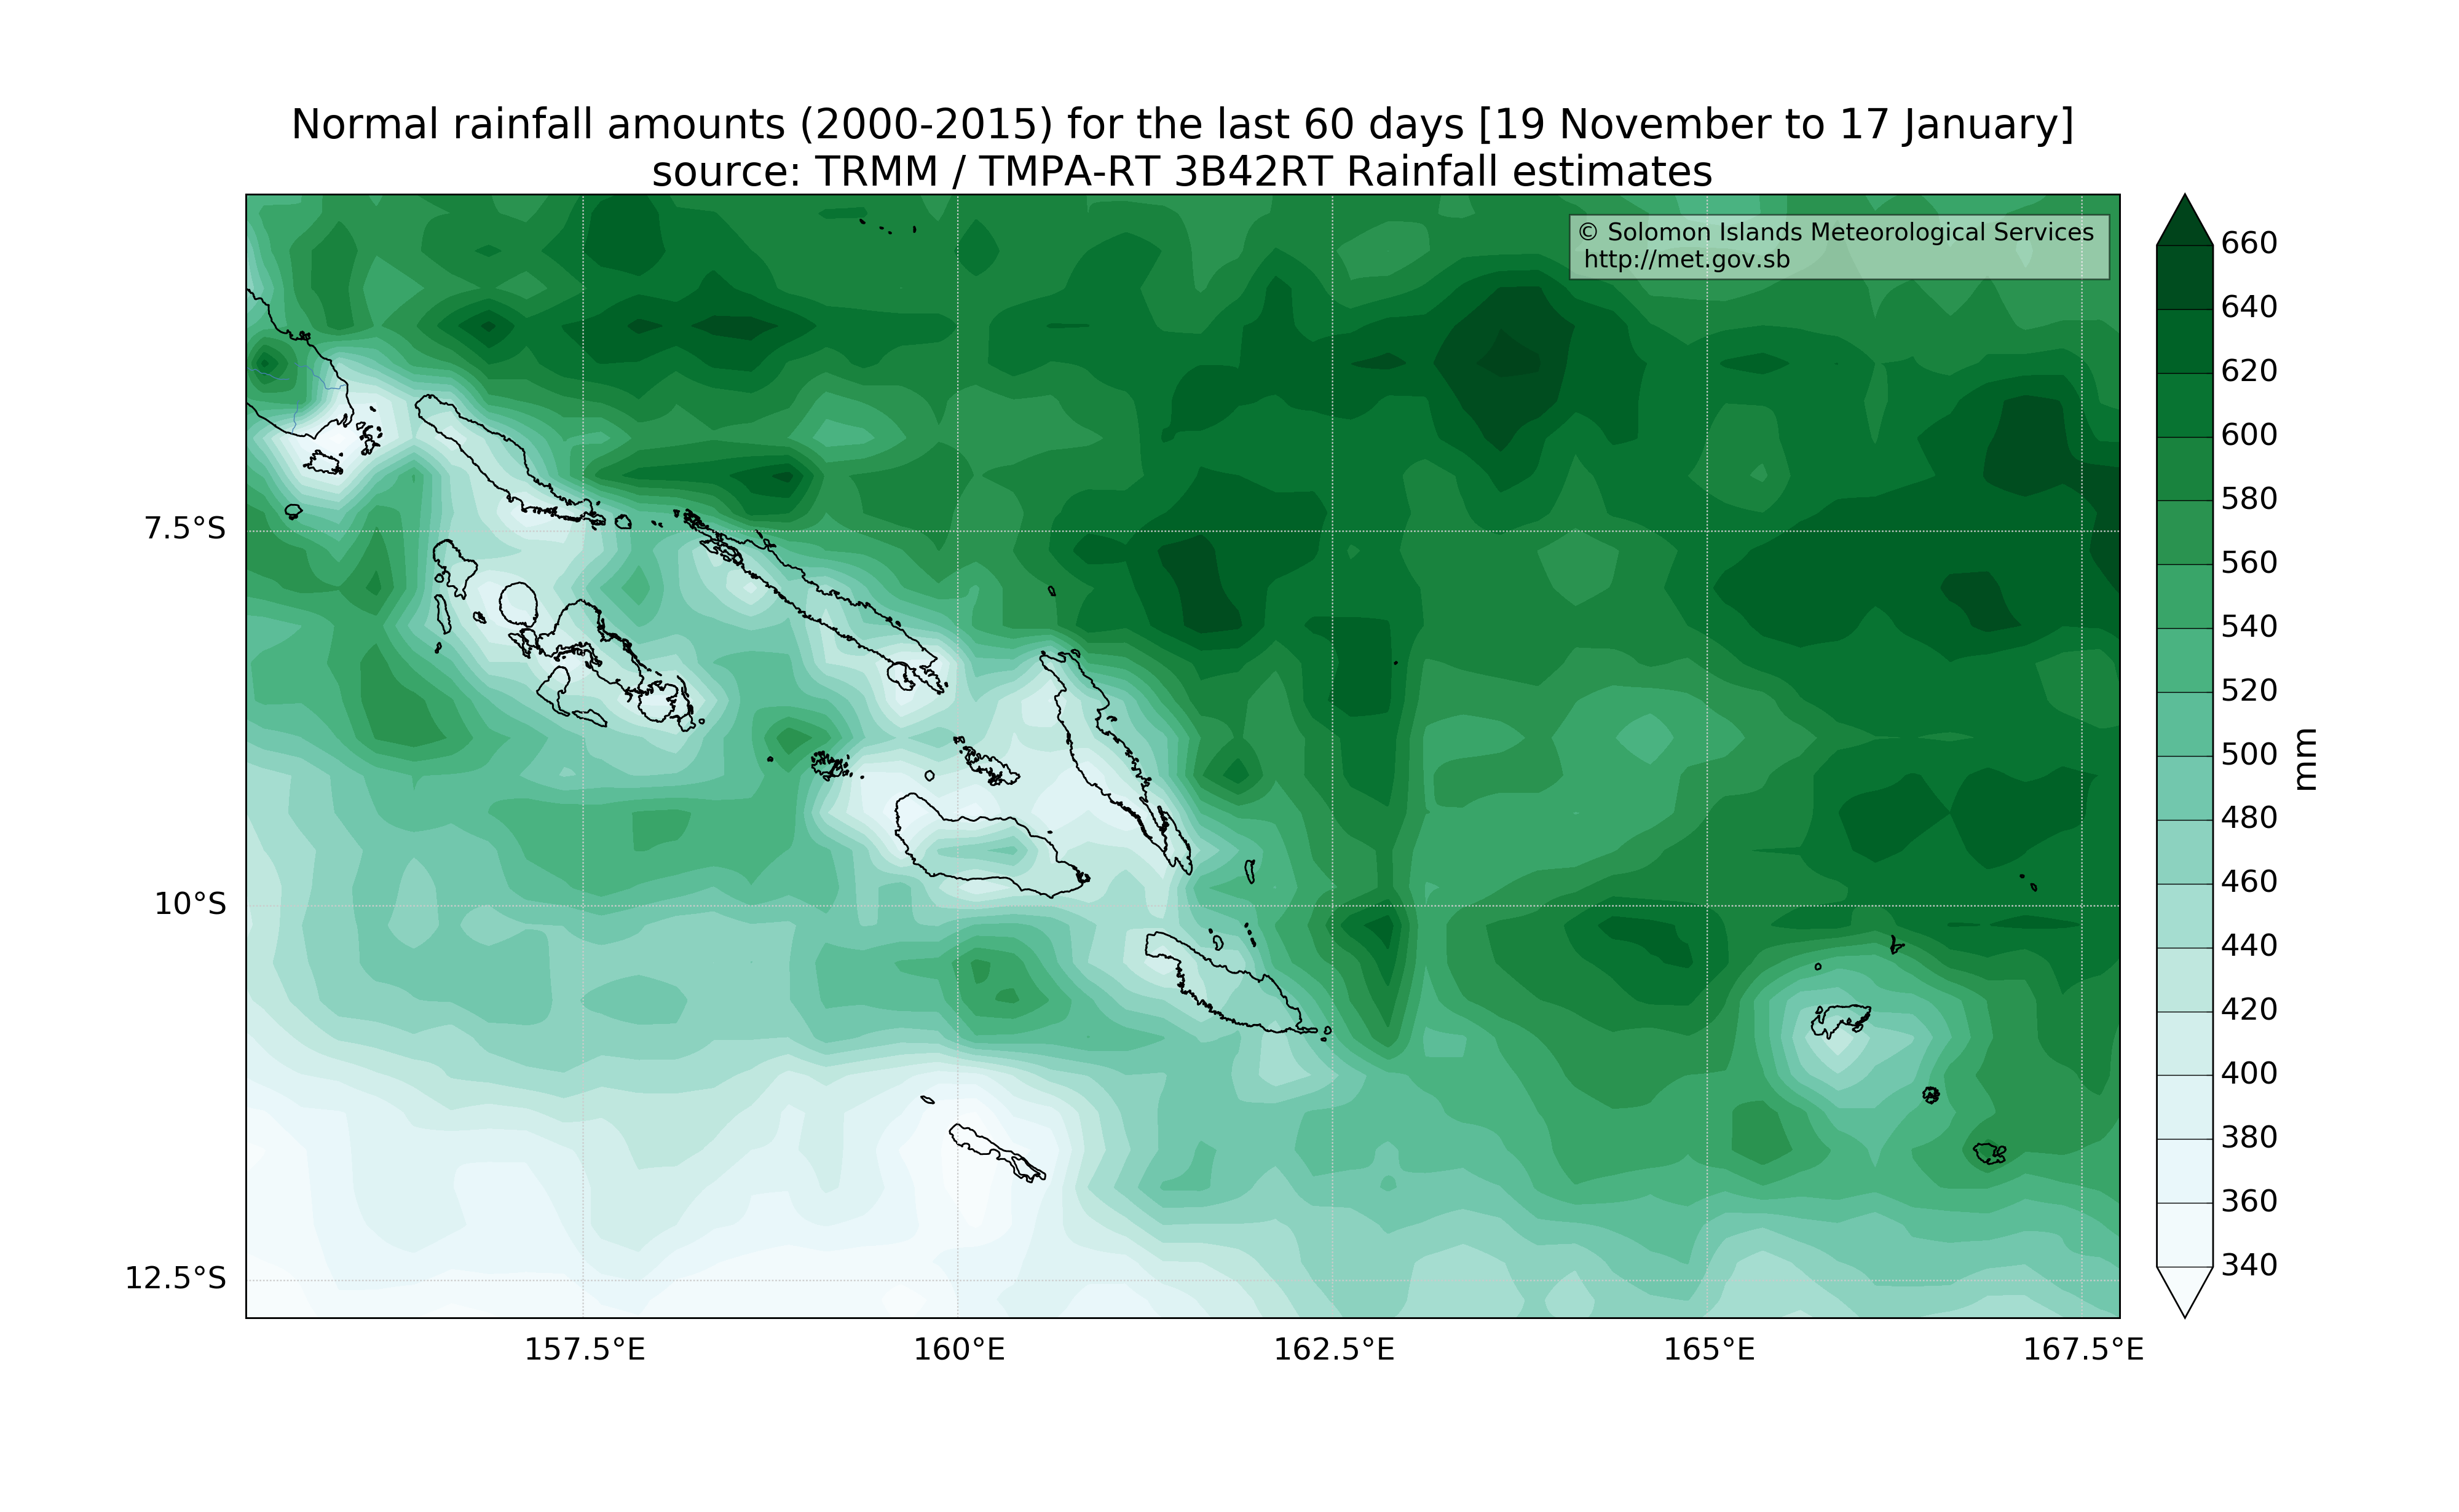 Normal rainfall amounts (2000-2015) for the last 60 days [19 November to 17 January]
source: TRMM / TMPA-RT 3B42RT Rainfall estimates
© Solomon Islands Meteorological Services
http://met.gov.sb
660
640
620
600
580
560
540
520
500
480
460
440
420
400
380
360
340
mm
7.5°S
10°S
12.5°S
157.5°E
160°E
162.5°E
165°E
167.5°E